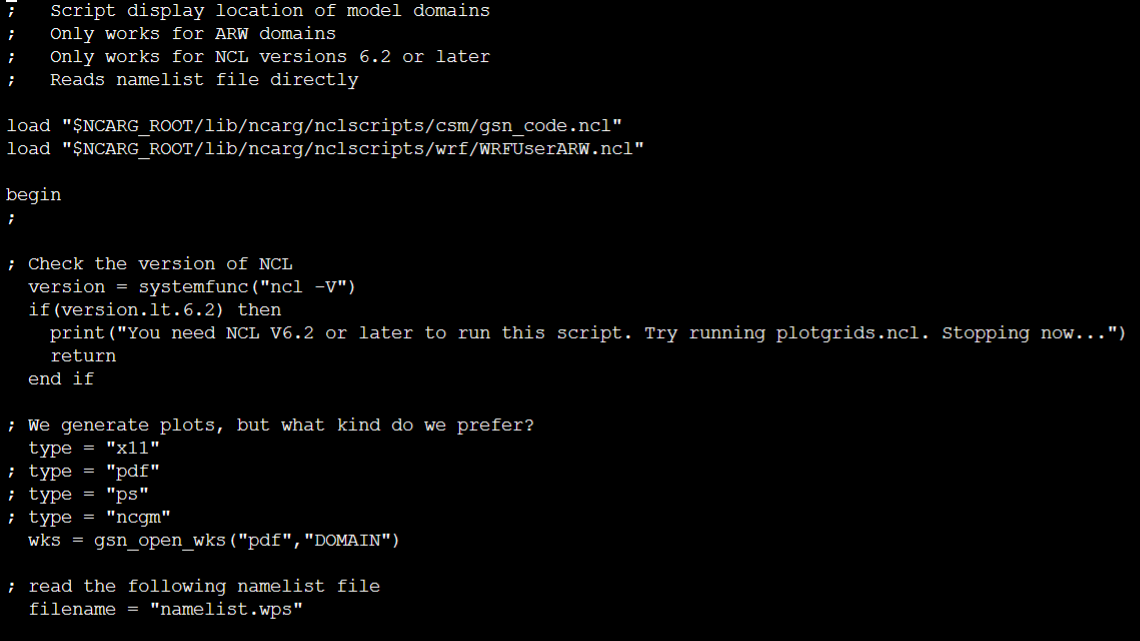 ;   Script display location of model domains
;   Only works for ARW domains
;   Only works for NCL versions 6.2 or later
;   Reads namelist file directly
load "$NCARG_ROOT/lib/ncarg/nclscripts/csm/gsn_code.ncl"
load "$NCARG_ROOT/lib/ncarg/nclscripts/wrf/WRFUserARW.ncl"
begin
;
; Check the version of NCL
  version = systemfunc("ncl -V")
  if(version.lt.6.2) then
    print("You need NCL V6.2 or later to run this script. Try running plotgrids.ncl. Stopping now...")
    return
  end if
; We generate plots, but what kind do we prefer?
  type = "x11"
; type = "pdf"
; type = "ps"
; type = "ncgm"
  wks = gsn_open_wks("pdf","DOMAIN")
; read the following namelist file
  filename = "namelist.wps"